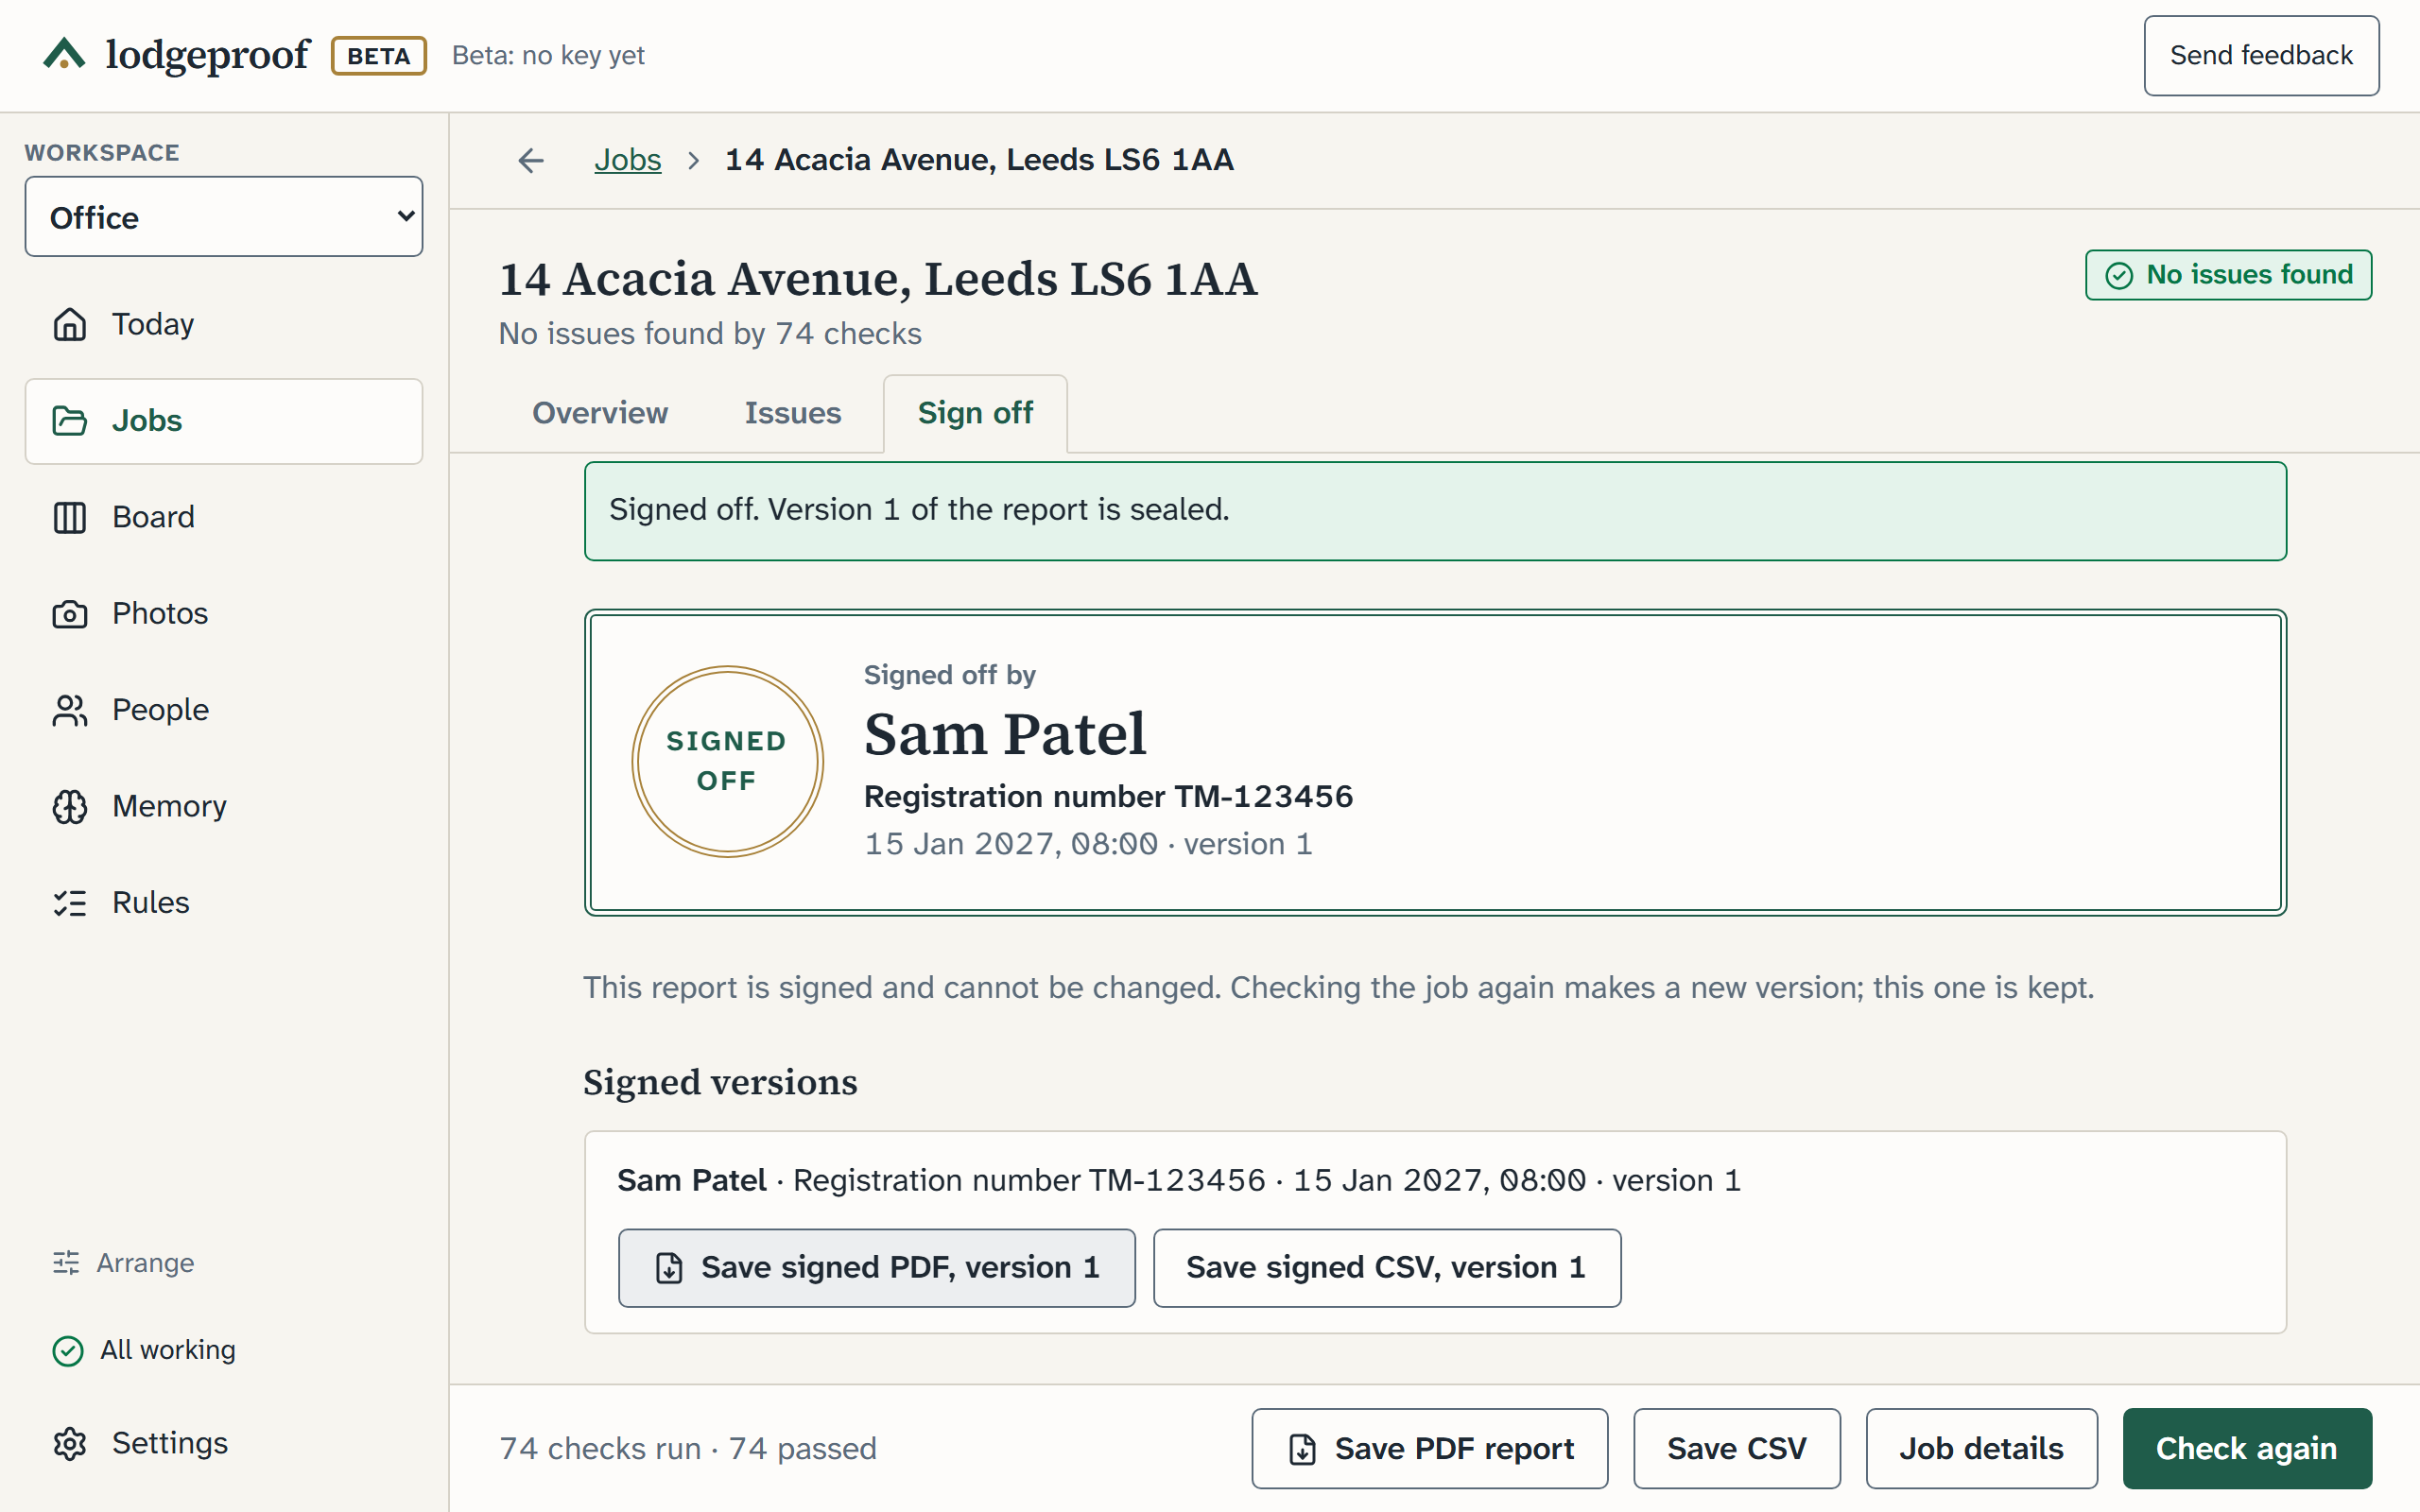 lodgeproof BETA Beta: no key yet
Send feedback
WORKSPACE
Office
Today
Jobs
Board
Photos
People
Memory
Rules
Arrange
All working
Settings
Jobs > 14 Acacia Avenue, Leeds LS6 1AA
14 Acacia Avenue, Leeds LS6 1AA
No issues found
No issues found by 74 checks
Overview Issues Sign off
Signed off. Version 1 of the report is sealed.
SIGNED
OFF
Signed off by
Sam Patel
Registration number TM-123456
15 Jan 2027, 08:00 · version 1
This report is signed and cannot be changed. Checking the job again makes a new version; this one is kept.
Signed versions
Sam Patel · Registration number TM-123456 · 15 Jan 2027, 08:00 · version 1
Save signed PDF, version 1
Save signed CSV, version 1
74 checks run · 74 passed
Save PDF report
Save CSV
Job details
Check again